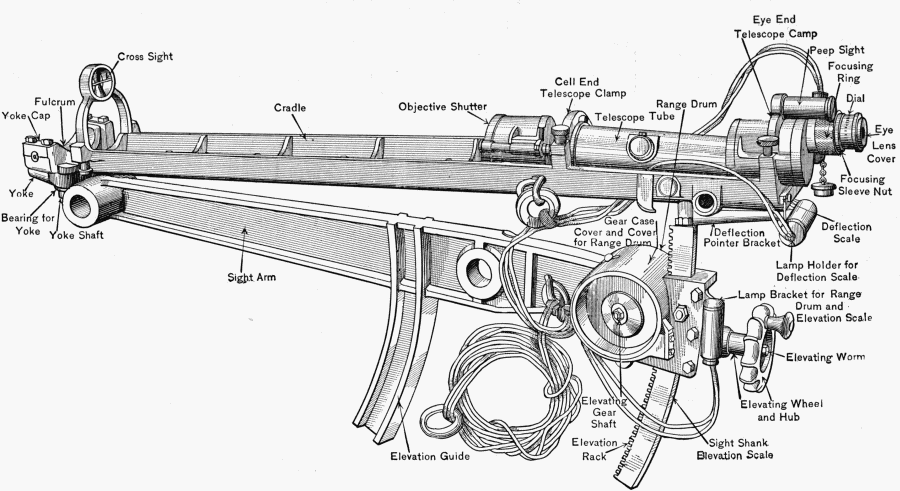 Eye End
Telescope Camp
Peep Sight
Focusing
Ring
Dial
Eye
Lens
Cover
Focusing
Sleeve Nut
Cross Sight
Fulcrum
Yoke Cap
Cradle
Objective Shutter
Cell End
Telescope Clamp
Telescope Tube
Range Drum
Yoke
Bearing for
Yoke
Yoke Shaft
Sight Arm
Gear Case
Cover and Cover
for Range Drum
Deflection
Pointer Bracket
Deflection
Scale
Lamp Holder for
Deflection Scale
Lamp Bracket for Range
Drum and
Elevation Scale
Elevating Worm
Elevating Wheel
and Hub
Elevating
Gear
Shaft
Elevation
Rack
Sight Shank
Elevation Scale
Elevation Guide